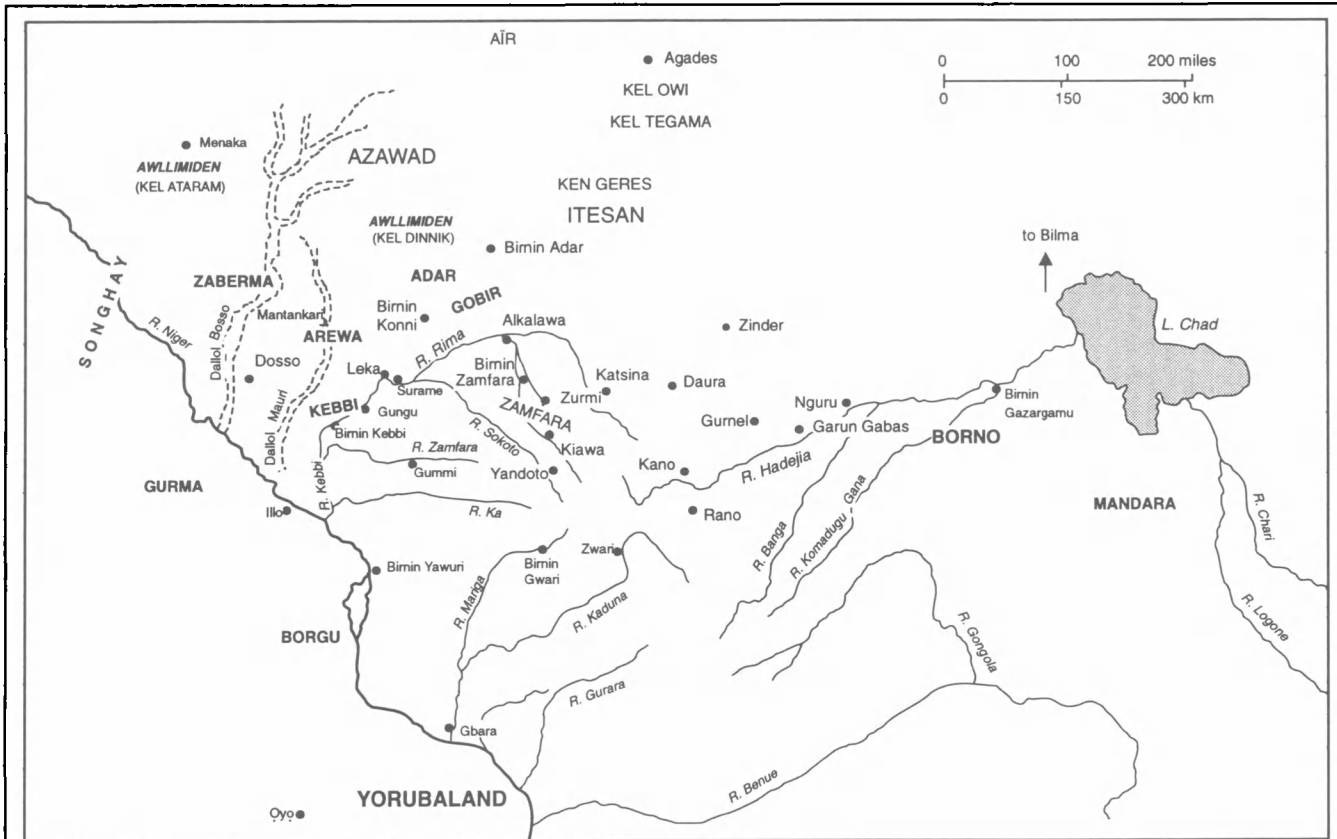 AÏR
Agades
0 100 200 miles
0 150 300 km
KEL OWI
KEL TEGAMA
Menaka
AZAWAD
AWLLIMIDEN
(KEL ATARAM)
KEN GERES
ITESAN
AWLLIMIDEN
(KEL DINNIK)
Birnin Adar
to Bilma
SONGHAY
ZABERMA
ADAR
GOBIR
Birnin
Konni
Mantankari
AREWA
R. Niger
Dallol Bosso
Dosso
Alkalawa
R. Rima
Zinder
L. Chad
Leka
Surame
Birnin
Zamfara
Zurmi
Katsina
Daura
Dallol Mauri
KEBBI
Gungu
ZAMFARA
Gurnel
Nguru
Garun Gabas
Birnin
Gazargamu
BORNO
Birnin Kebbi
R. Sokoto
Kiawa
R. Zamfara
Gummi
Yandoto
Kano
R. Hadejia
GURMA
R. Kebbi
Illo
R. Ka
Rano
MANDARA
R. Banga
R. Komadugu Gana
R. Chari
R. Logone
Birnin Yawuri
Birnin
Gwari
Zwari
R. Mariga
R. Kaduna
BORGU
R. Gongola
R. Gurara
Gbara
YORUBALAND
R. Benue
Ọyọ